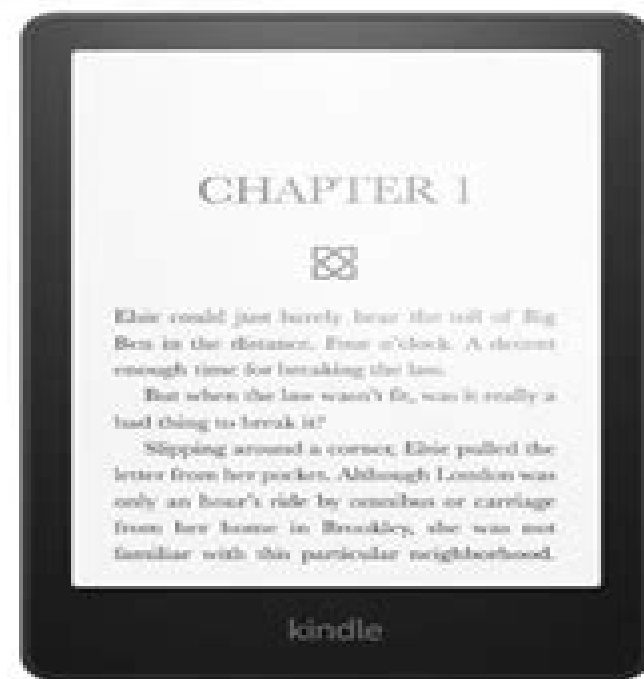 CHAPTER 1
Elsie could just barely hear the toll of Big
Ben in the distance. Four o'clock. A decent
enough time for breaking the law.
But when the law wasn't fit, was it really a
bad thing to break it?
Slipping around a corner, Elsie pulled the
letter from her pocket. Although London was
only an hour's ride by omnibus or carriage
from her home in Brookley, she was not
familiar with this particular neighborhood.
kindle